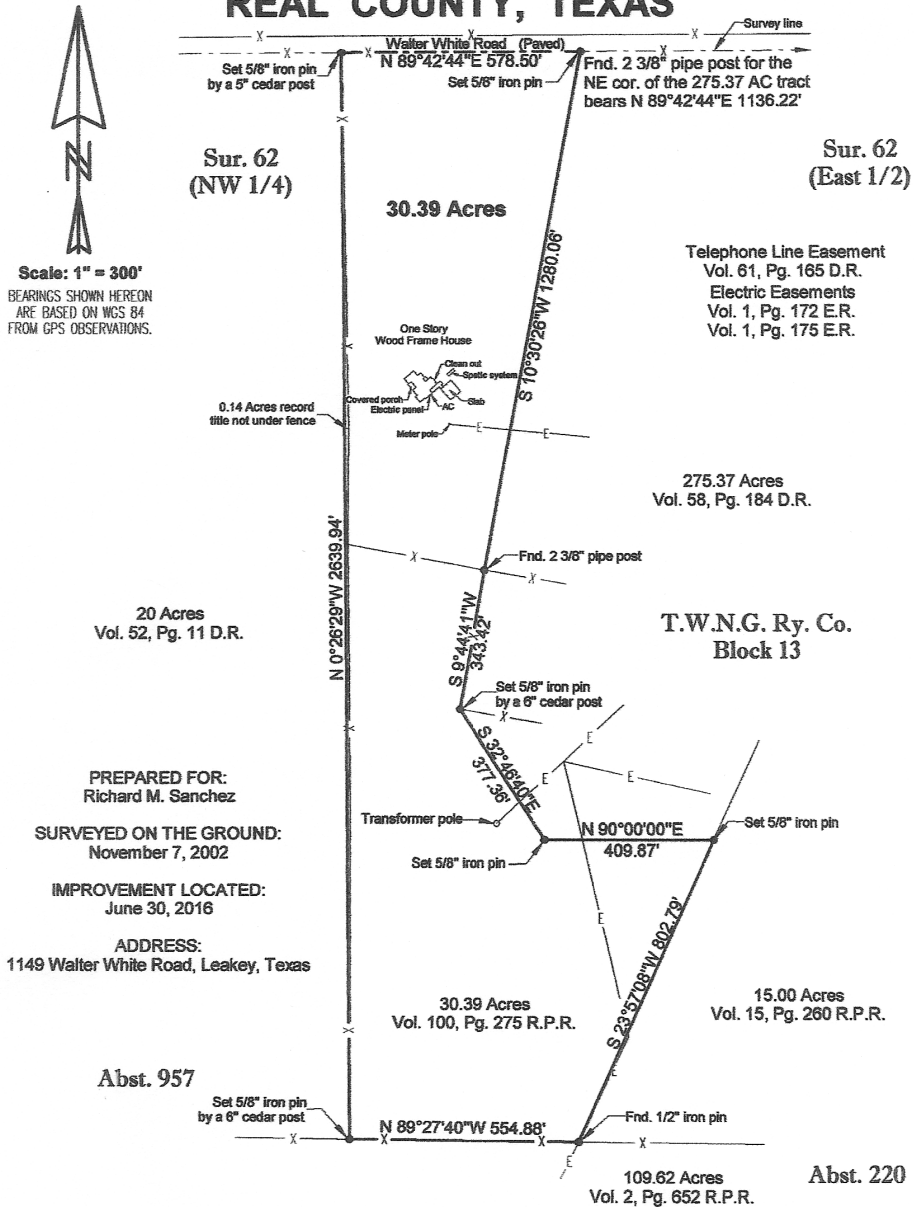 REAL COUNTY, TEXAS
Survey line
Walter White Road (Paved)
N 89°42'44"E 578.50'
Set 5/8" iron pin
by a 5" cedar post
Set 5/8" iron pin
Fnd. 2 3/8" pipe post for the
NE cor. of the 275.37 AC tract
bears N 89°42'44"E 1136.22'
N
Sur. 62
(NW 1/4)
Sur. 62
(East 1/2)
30.39 Acres
Scale: 1" = 300'
BEARINGS SHOWN HEREON
ARE BASED ON WGS 84
FROM GPS OBSERVATIONS.
Telephone Line Easement
Vol. 61, Pg. 165 D.R.
Electric Easements
Vol. 1, Pg. 172 E.R.
Vol. 1, Pg. 175 E.R.
S 10°30'26"W 1280.06'
One Story
Wood Frame House
Clean out
Spetic system
Covered porch
Electric panel
AC
Slab
0.14 Acres record
title not under fence
Meter pole
275.37 Acres
Vol. 58, Pg. 184 D.R.
N 0°26'29"W 2639.94'
Fnd. 2 3/8" pipe post
20 Acres
Vol. 52, Pg. 11 D.R.
S 9°44'41"W
343.42'
T.W.N.G. Ry. Co.
Block 13
Set 5/8" iron pin
by a 6" cedar post
S 32°46'40"E
377.36'
PREPARED FOR:
Richard M. Sanchez
Transformer pole
N 90°00'00"E
409.87'
Set 5/8" iron pin
SURVEYED ON THE GROUND:
November 7, 2002
Set 5/8" iron pin
IMPROVEMENT LOCATED:
June 30, 2016
ADDRESS:
1149 Walter White Road, Leakey, Texas
S 23°57'08"W 802.79'
30.39 Acres
Vol. 100, Pg. 275 R.P.R.
15.00 Acres
Vol. 15, Pg. 260 R.P.R.
Abst. 957
Set 5/8" iron pin
by a 6" cedar post
N 89°27'40"W 554.88'
Fnd. 1/2" iron pin
109.62 Acres
Vol. 2, Pg. 652 R.P.R.
Abst. 220